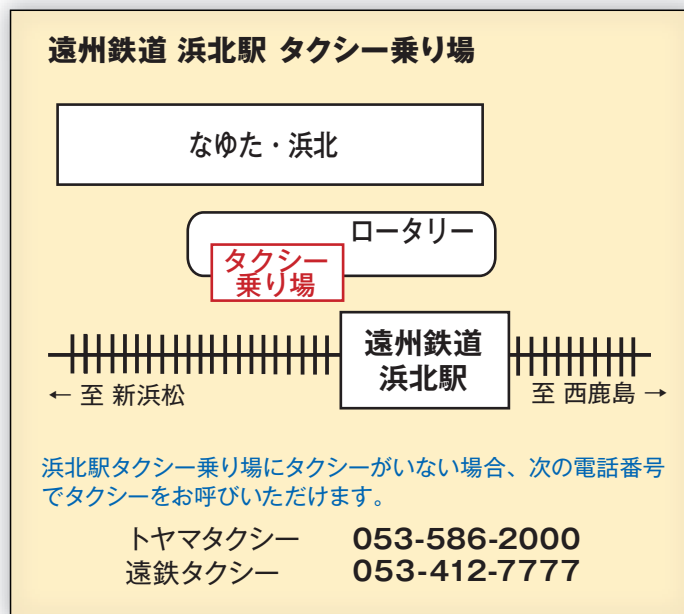 遠州鉄道 浜北駅 タクシー乗り場
なゆた・浜北
ロータリー
タクシー
乗り場
遠州鉄道
浜北駅
← 至 新浜松
至 西鹿島 →
浜北駅タクシー乗り場にタクシーがいない場合、次の電話番号
でタクシーをお呼びいただけます。
トヤマタクシー 053-586-2000
遠鉄タクシー 053-412-7777